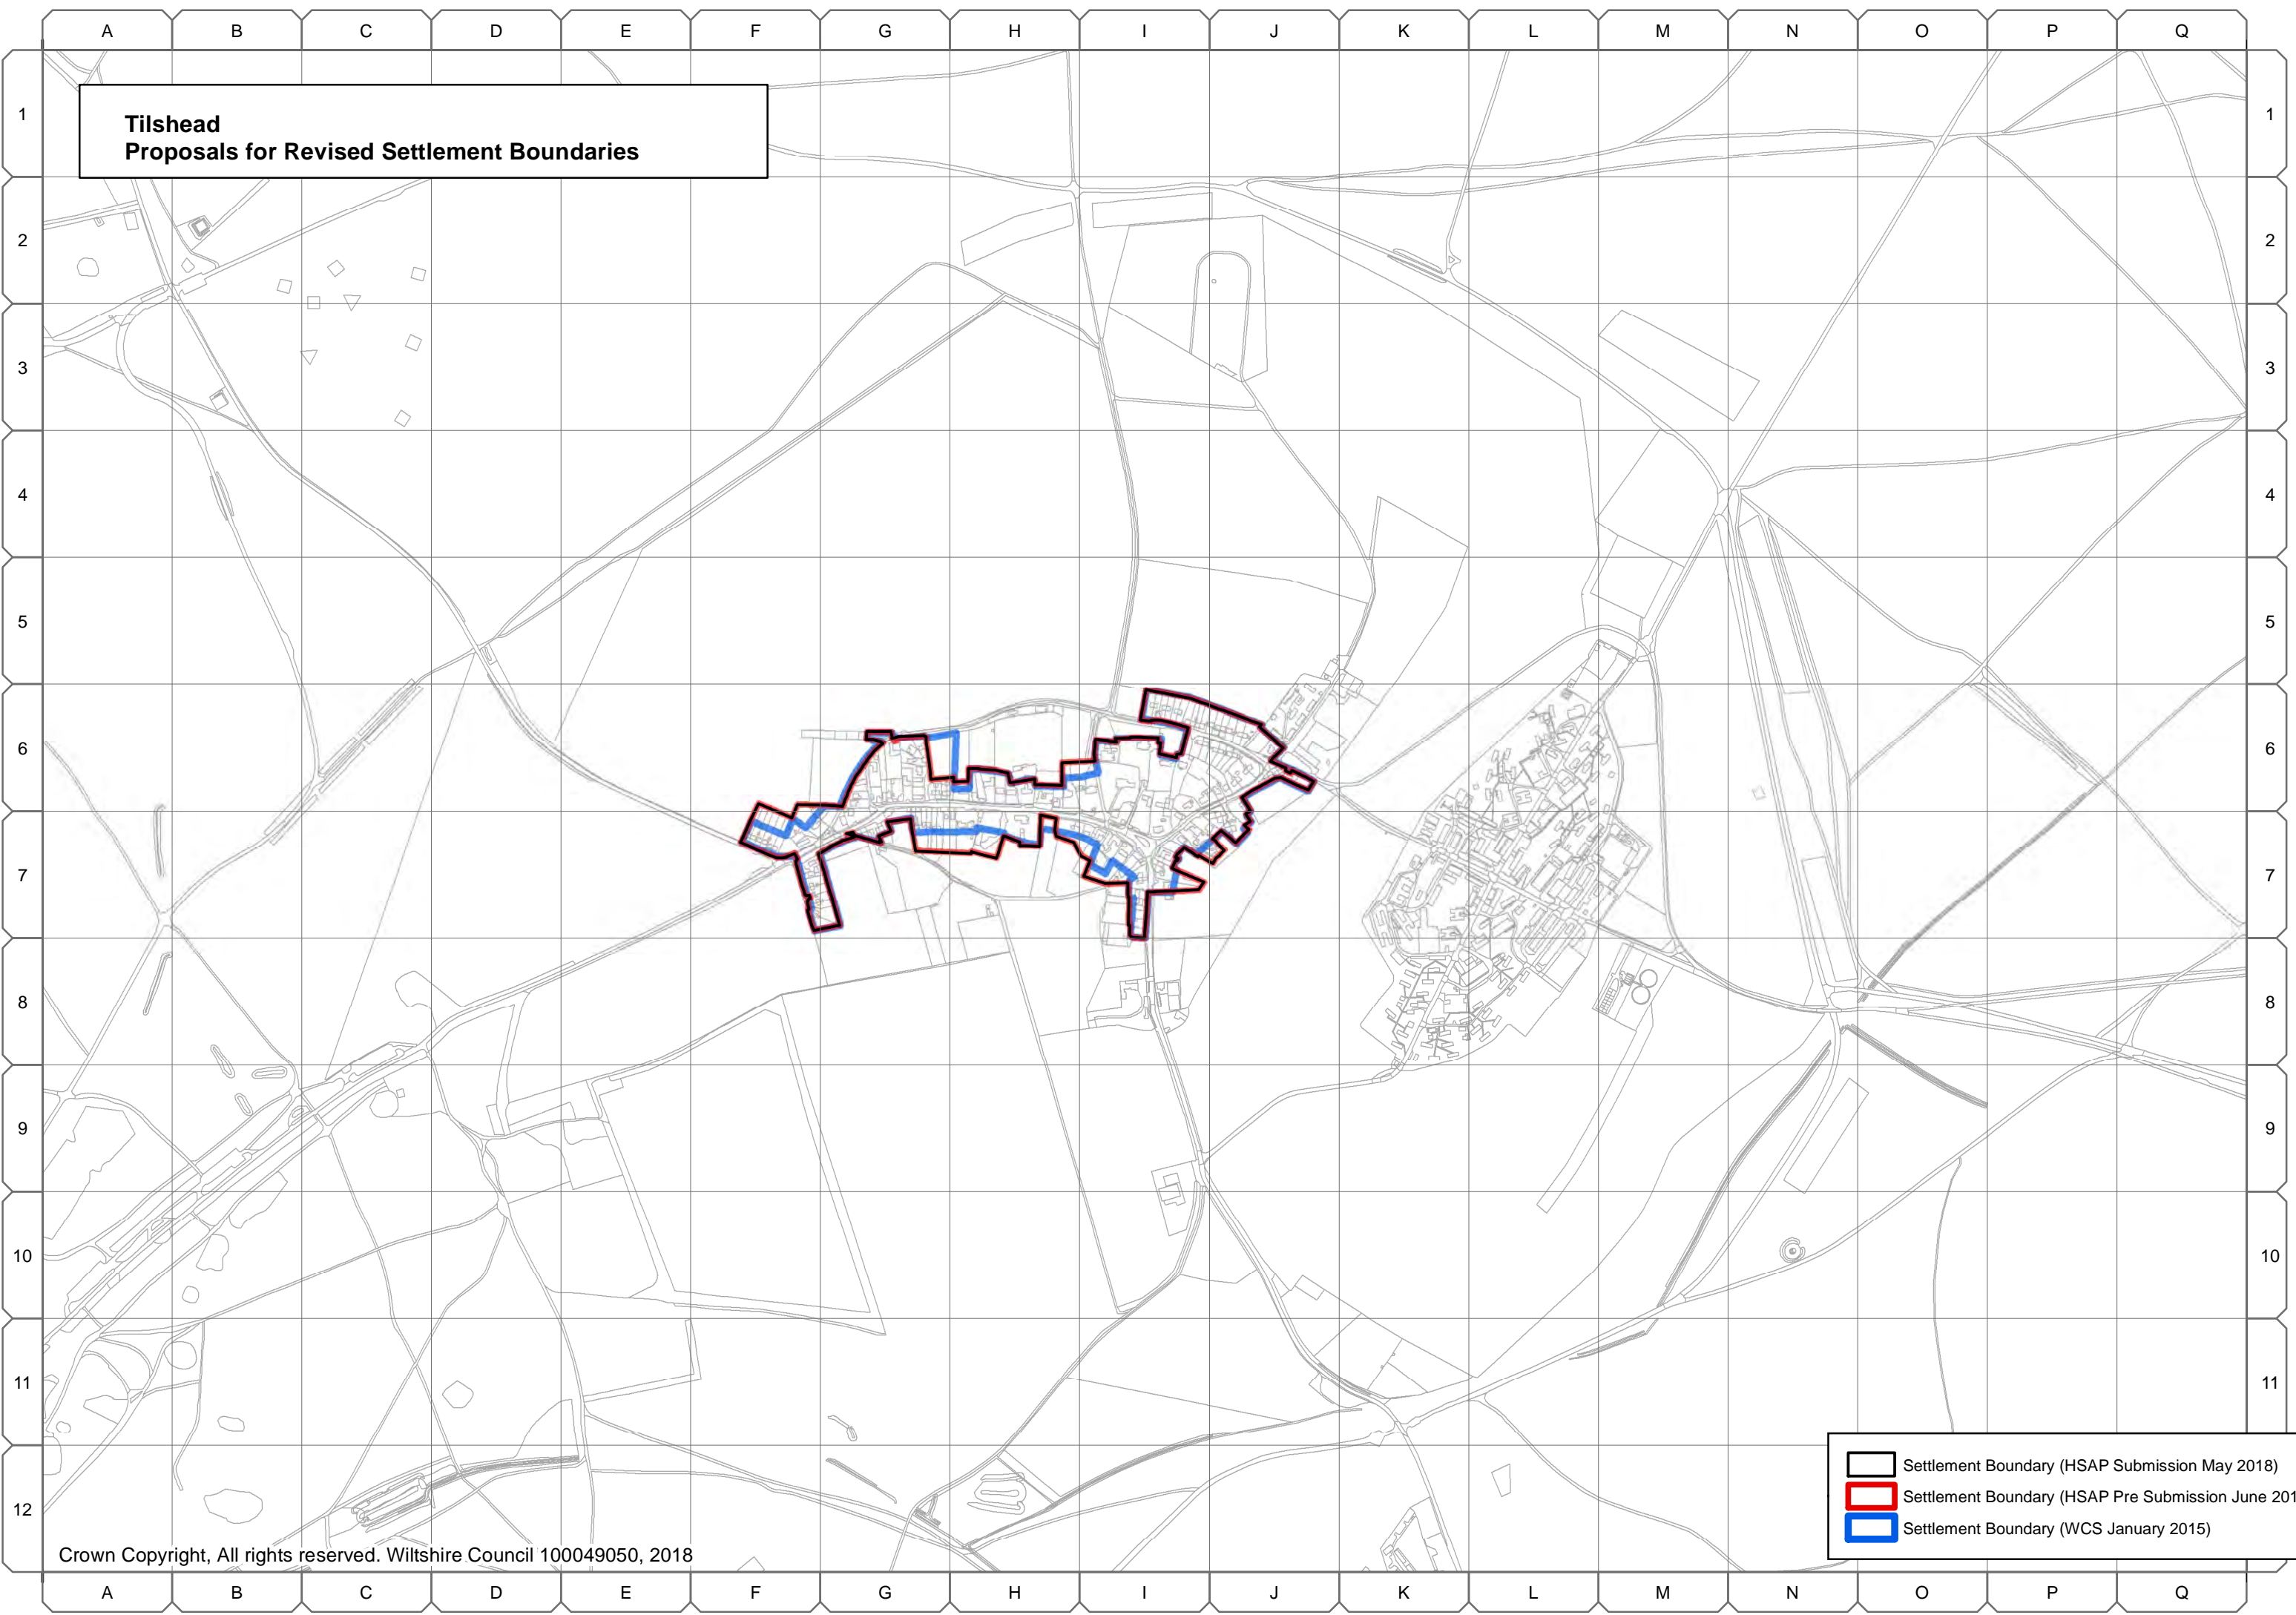 A B C D E F G H I J K L M N O P Q
Tilshead
Proposals for Revised Settlement Boundaries
1 1
2 2
3 3
4 4
5 5
6 6
7 7
8 8
9 9
10 10
11 11
12 12
Settlement Boundary (HSAP Submission May 2018)
Settlement Boundary (HSAP Pre Submission June 201
Settlement Boundary (WCS January 2015)
Crown Copyright, All rights reserved. Wiltshire Council 100049050, 2018
A B C D E F G H I J K L M N O P Q